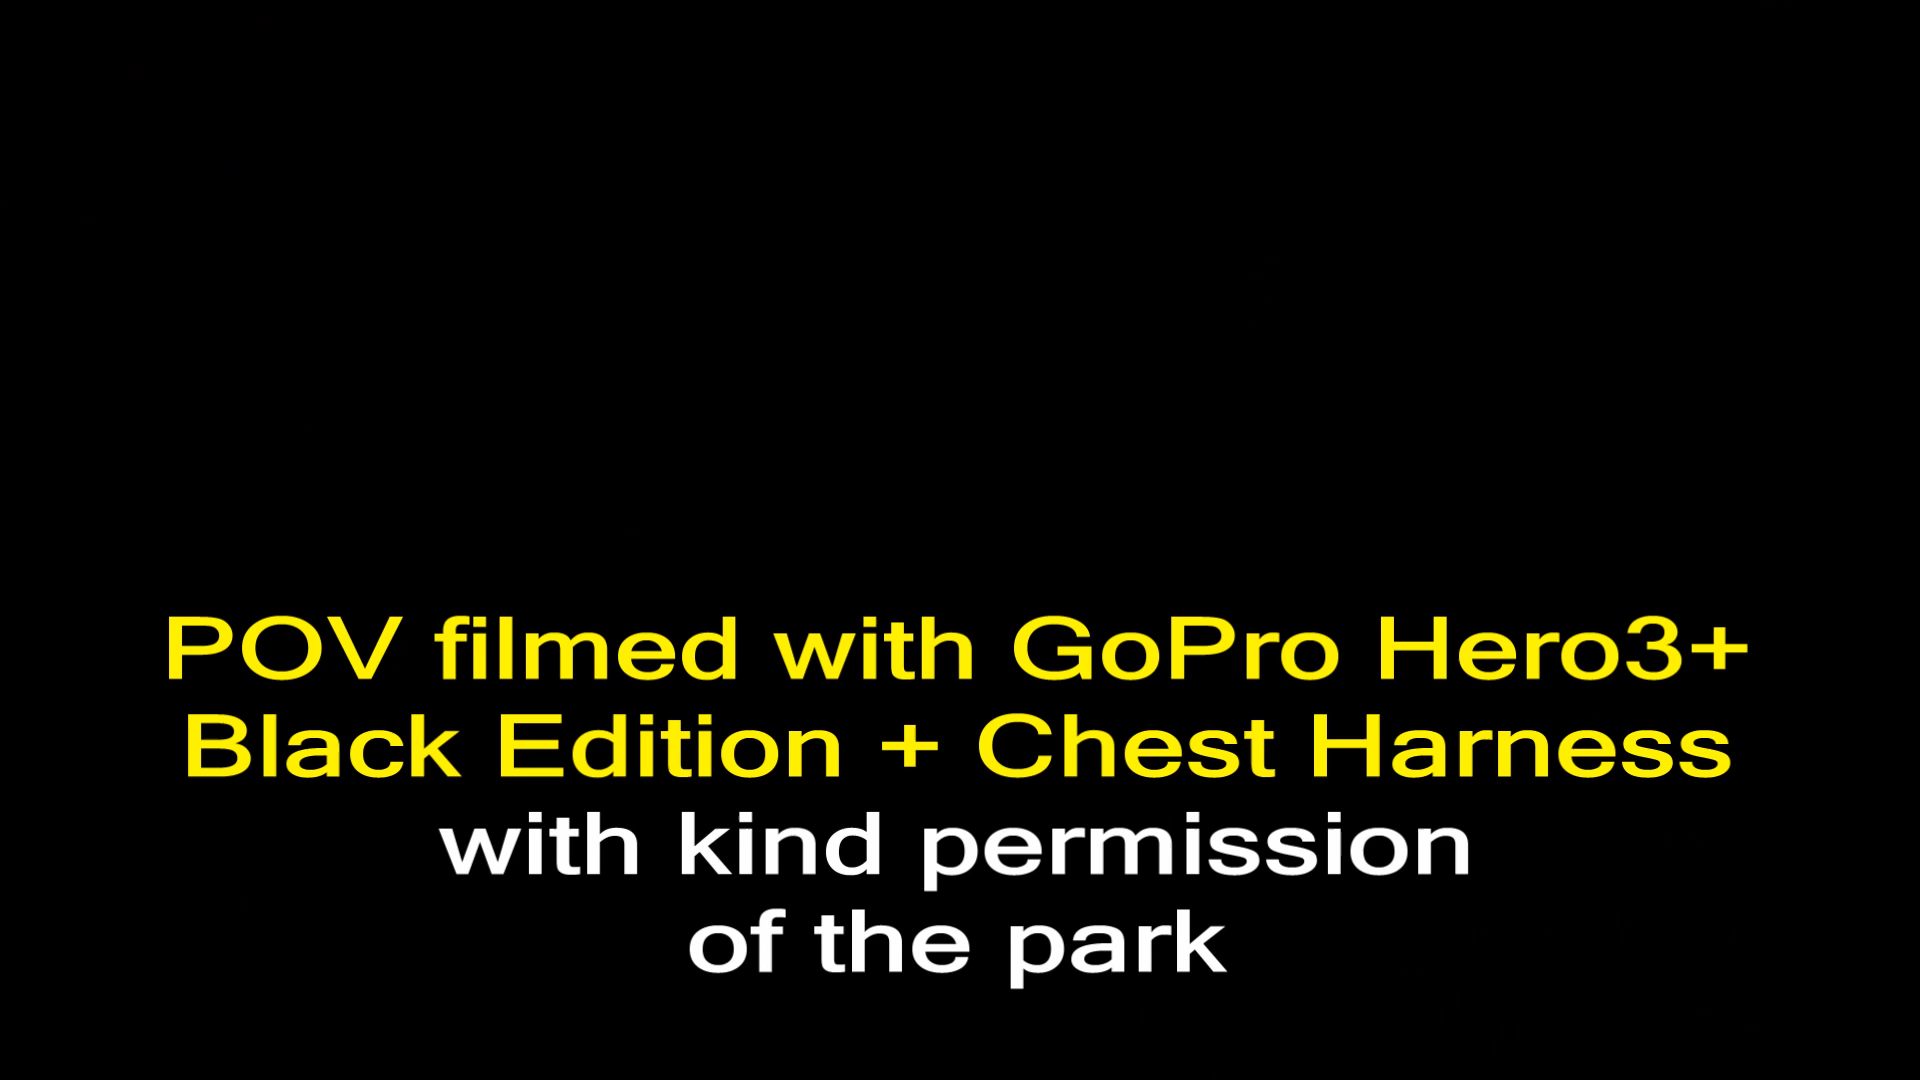 POV filmed with GoPro Hero3+
Black Edition + Chest Harness
with kind permission
of the park